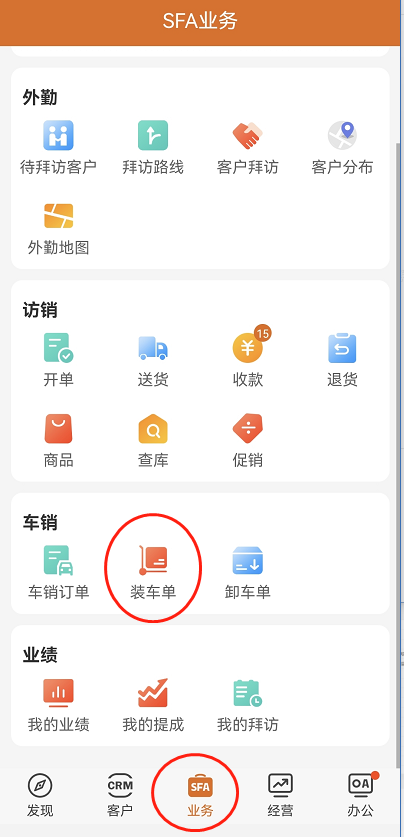 SFA业务
外勤
待拜访客户 拜访路线 客户拜访 客户分布
外勤地图
访销
15
开单 送货 收款 退货
商品 查库 促销
车销
车销订单 装车单 卸车单
业绩
我的业绩 我的提成 我的拜访
CRM SFA OA
发现 客户 业务 经营 办公